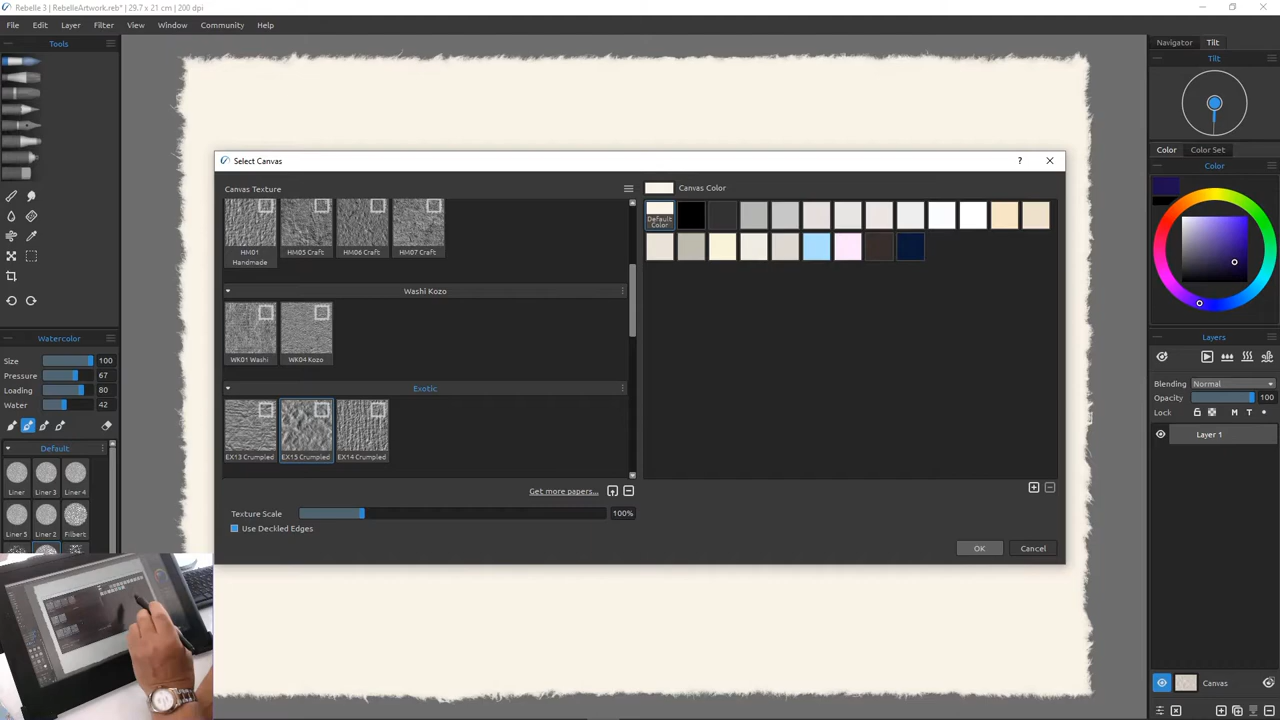 Rebelle 3 | RebelleArtwork.reb* | 29.7 x 21 cm | 200 dpi
File Edit Layer Filter View Window Community Help
Tools
Navigator Tilt
Tilt
Color Color Set
Color
Select Canvas
?
Canvas Texture
Canvas Color
Default Color
HM01 Handmade
HM05 Craft
HM06 Craft
HM07 Craft
Washi Kozo
WK01 Washi
WK04 Kozo
Exotic
EX13 Crumpled
EX15 Crumpled
EX14 Crumpled
Get more papers...
Texture Scale
100%
Use Deckled Edges
OK
Cancel
Watercolor
Size 100
Pressure 67
Loading 80
Water 42
Default
Liner
Liner 3
Liner 4
Liner 5
Liner 2
Filbert
Layers
Blending Normal
Opacity 100
Lock M T
Layer 1
Canvas